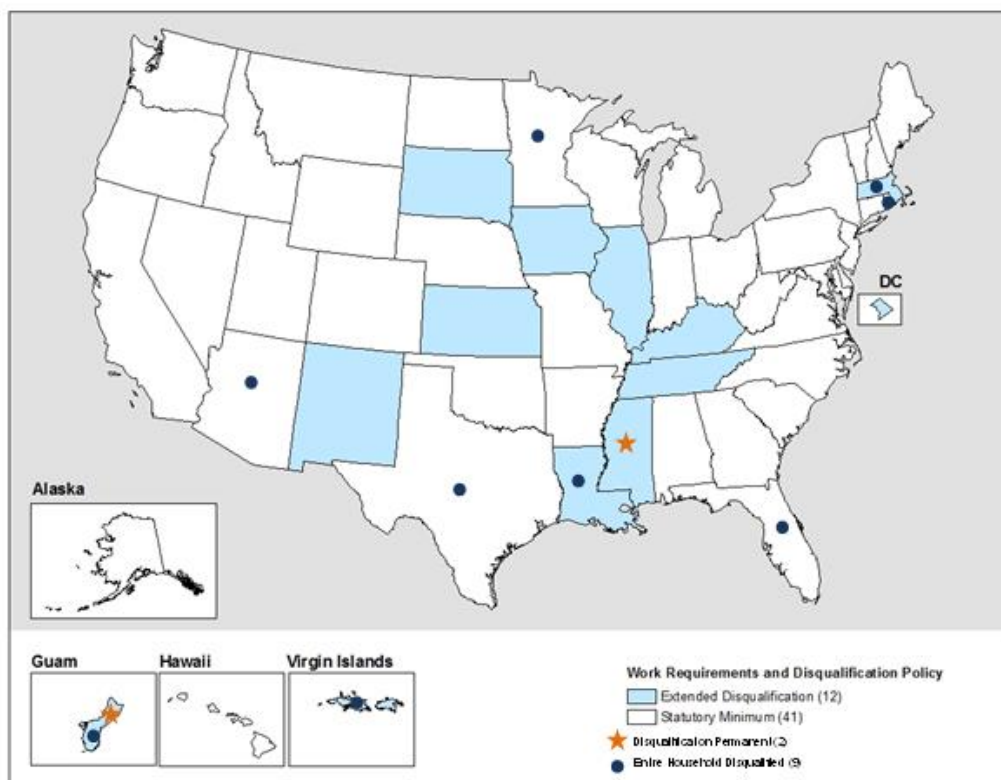 DC
Alaska
Guam
Hawaii
Virgin Islands
Work Requirements and Disqualification Policy
Extended Disqualification (12)
Statutory Minimum (41)
Disqualification Permanent (2)
Entire Household Disqualified (9)